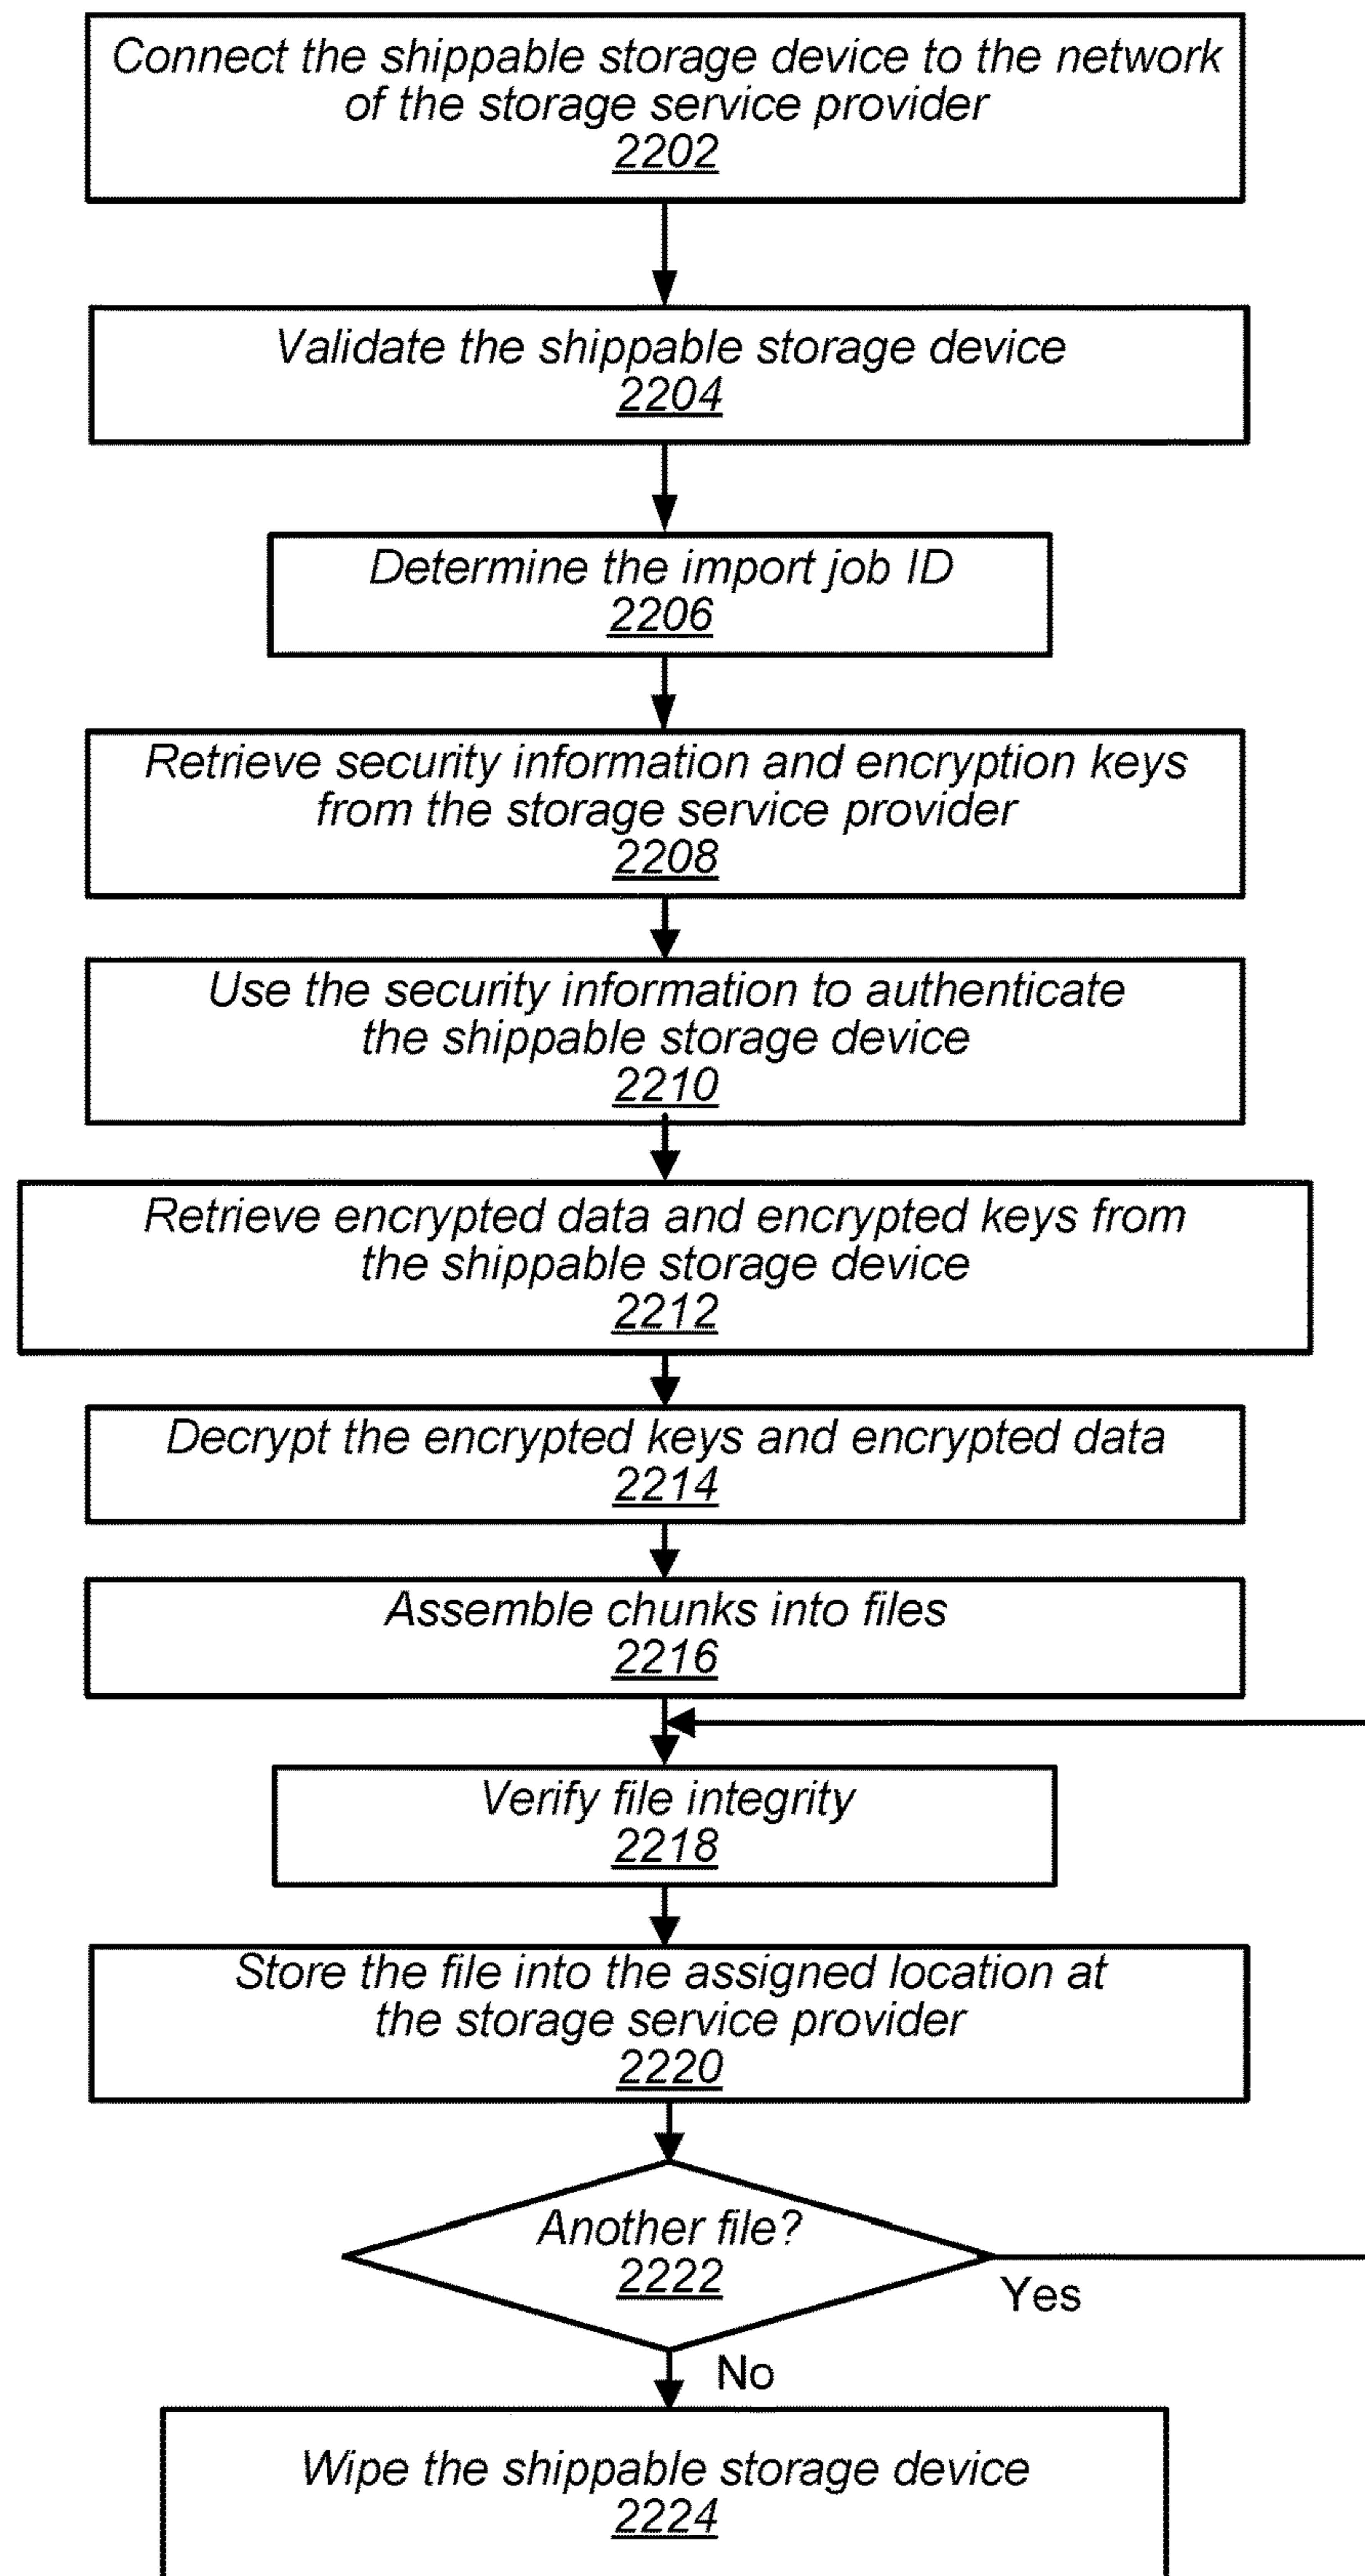 Connect the shippable storage device to the network
of the storage service provider
2202
Validate the shippable storage device
2204
Determine the import job ID
2206
Retrieve security information and encryption keys
from the storage service provider
2208
Use the security information to authenticate
the shippable storage device
2210
Retrieve encrypted data and encrypted keys from
the shippable storage device
2212
Decrypt the encrypted keys and encrypted data
2214
Assemble chunks into files
2216
Verify file integrity
2218
Store the file into the assigned location at
the storage service provider
2220
Another file?
2222
Yes
No
Wipe the shippable storage device
2224